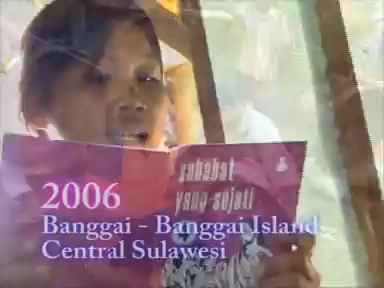 sahabat
yang sejati
2006
Banggai - Banggai Island
Central Sulawesi